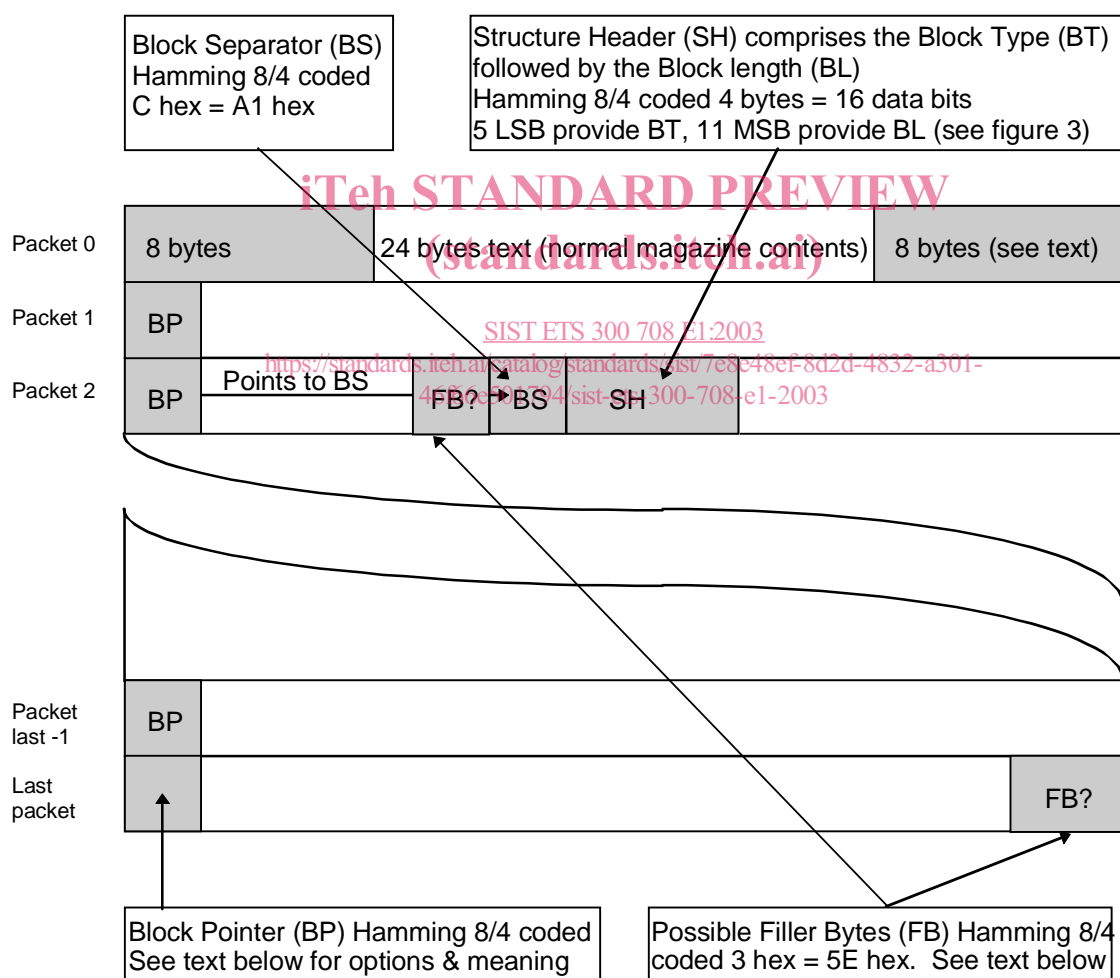 Block Separator (BS)
Hamming 8/4 coded
C hex = A1 hex
Structure Header (SH) comprises the Block Type (BT)
followed by the Block length (BL)
Hamming 8/4 coded 4 bytes = 16 data bits
5 LSB provide BT, 11 MSB provide BL (see figure 3)
iTeh STANDARD PREVIEW
(standards.iteh.ai)
Packet 0
8 bytes
24 bytes text (normal magazine contents)
8 bytes (see text)
Packet 1
BP
SIST ETS 300 708 E1:2003
https://standards.iteh.ai/catalog/standards/sist/7e8e48ef-8d2d-4832-a301-
/sist-ets-300-708-e1-2003
Packet 2
BP
Points to BS
FB?
BS
SH
Packet
last -1
BP
Last
packet
FB?
Block Pointer (BP) Hamming 8/4 coded
See text below for options & meaning
Possible Filler Bytes (FB) Hamming 8/4
coded 3 hex = 5E hex. See text below